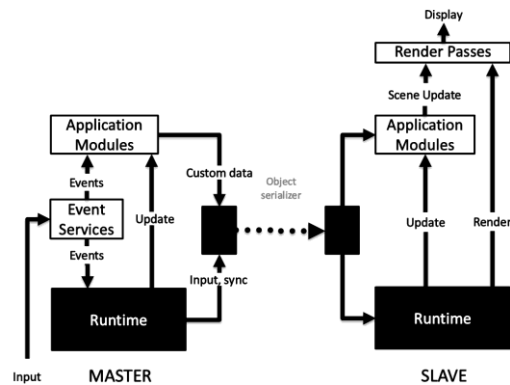 Display
Render Passes
Scene Update
Application
Modules
Application
Modules
Custom data
Object
serializer
Events
Event
Services
Update
Update
Render
Events
Input, sync
Runtime
Runtime
Input
MASTER
SLAVE